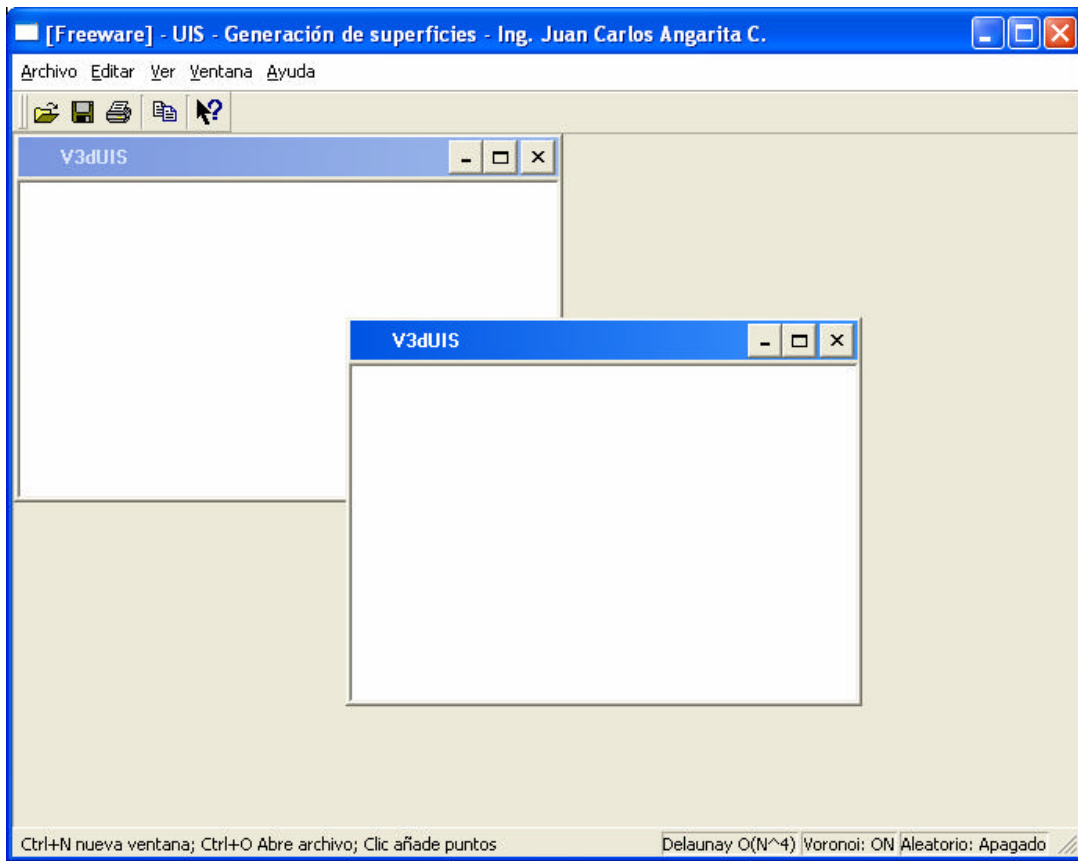 [Freeware] - UIS - Generación de superficies - Ing. Juan Carlos Angarita C.
Archivo Editar Ver Ventana Ayuda
V3dUIS
V3dUIS
Ctrl+N nueva ventana; Ctrl+O Abre archivo; Clic añade puntos Delaunay O(N^4) Voronoi: ON Aleatorio: Apagado